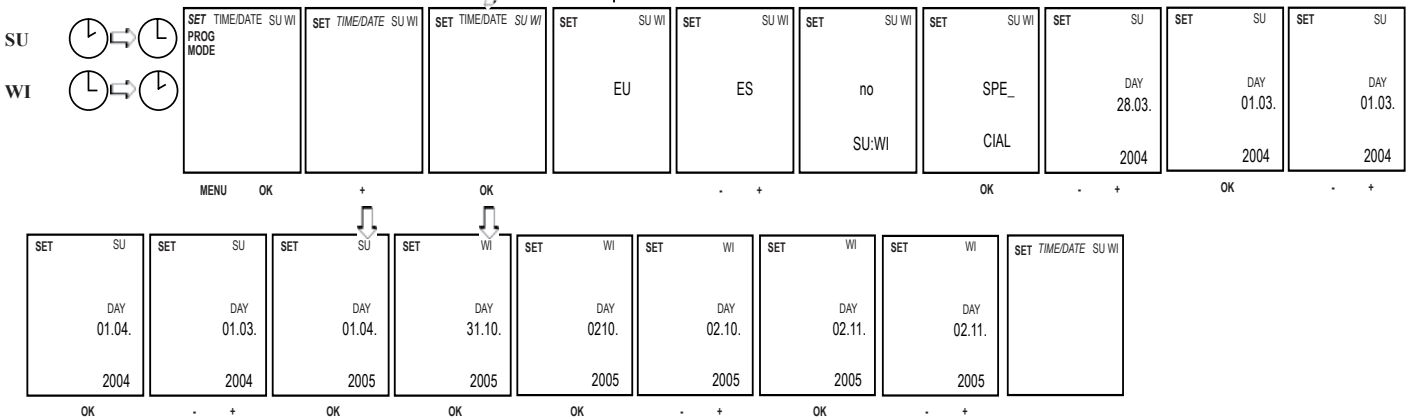 SU
WI
SET TIME/DATE SU WI
PROG
MODE
SET TIME/DATE SU WI
SET TIME/DATE SU WI
SET SU WI
EU
SET SU WI
ES
SET SU WI
no
SU:WI
SET SU WI
SPE_
CIAL
SET SU
DAY
28.03.
2004
SET SU
DAY
01.03.
2004
SET SU
DAY
01.03.
2004
MENU OK
+
OK
- +
OK
- +
OK
- +
SET SU
DAY
01.04.
2004
SET SU
DAY
01.03.
2004
SET SU
DAY
01.04.
2005
SET WI
DAY
31.10.
2005
SET WI
DAY
0210.
2005
SET WI
DAY
02.10.
2005
SET WI
DAY
02.11.
2005
SET WI
DAY
02.11.
2005
SET TIME/DATE SU WI
OK
- +
OK
OK
OK
- +
OK
- +